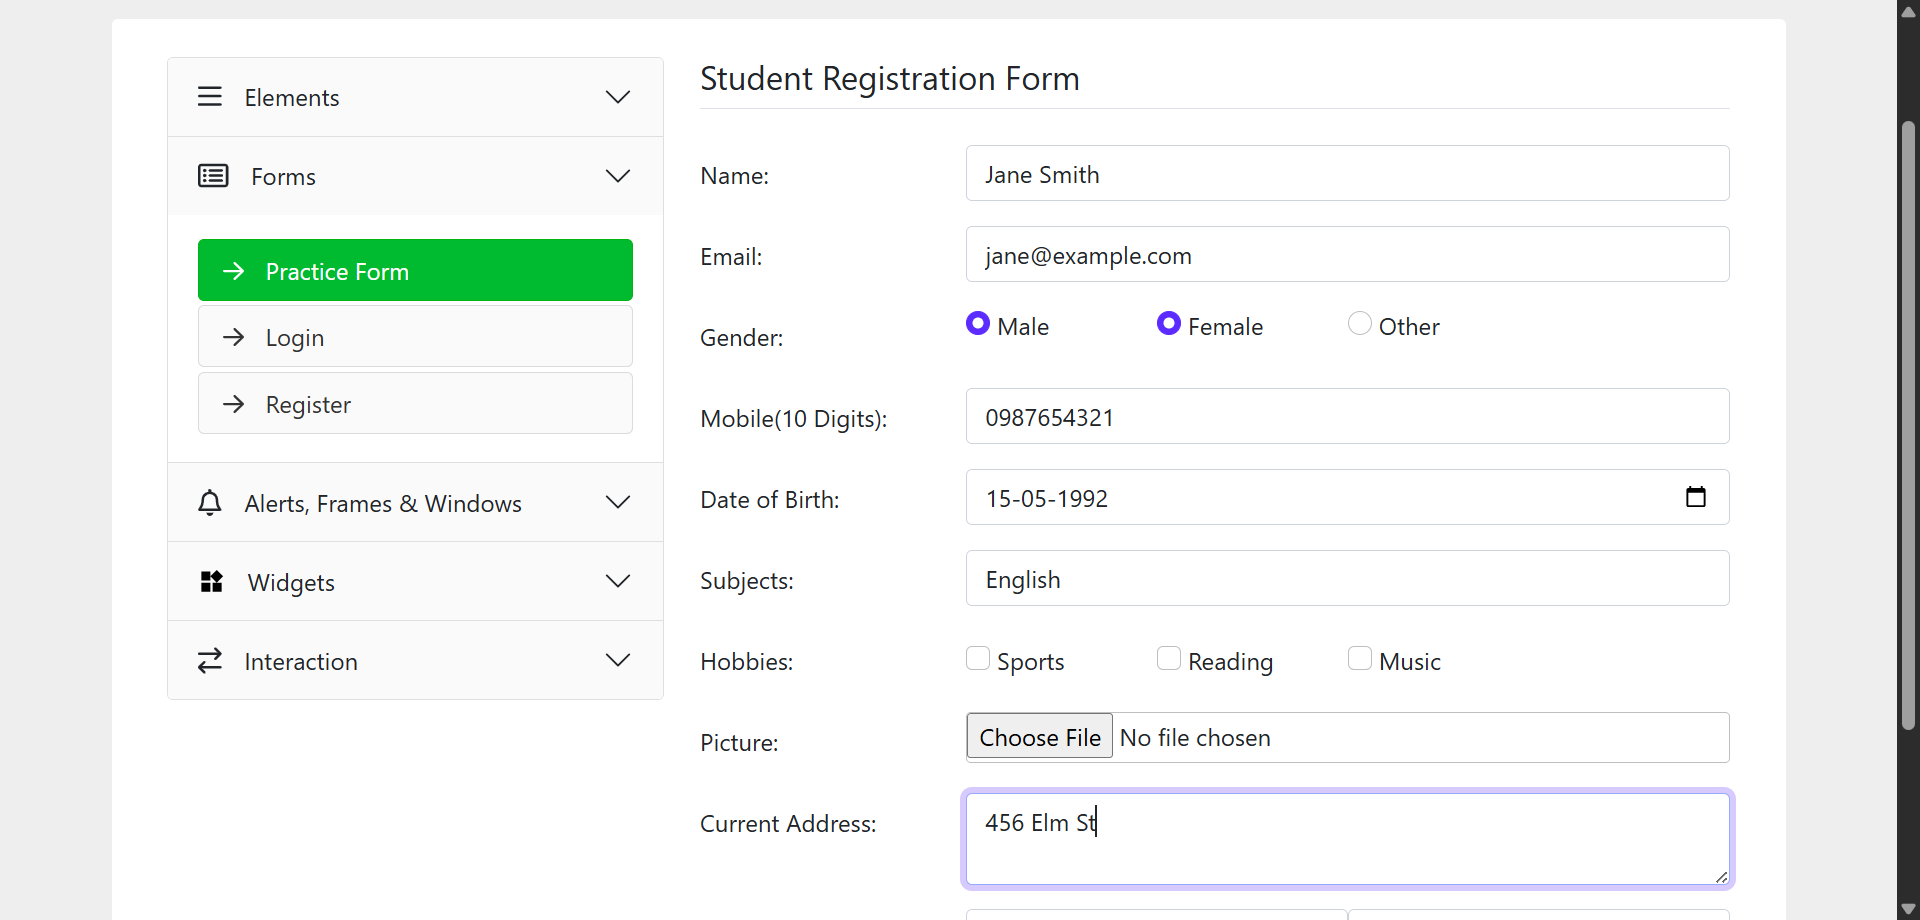 Elements
Forms
Practice Form
Login
Register
Alerts, Frames & Windows
Widgets
Interaction
Student Registration Form
Name:
Jane Smith
Email:
jane@example.com
Gender:
Male Female Other
Mobile(10 Digits):
0987654321
Date of Birth:
15-05-1992
Subjects:
English
Hobbies:
Sports Reading Music
Picture:
Choose File No file chosen
Current Address:
456 Elm St